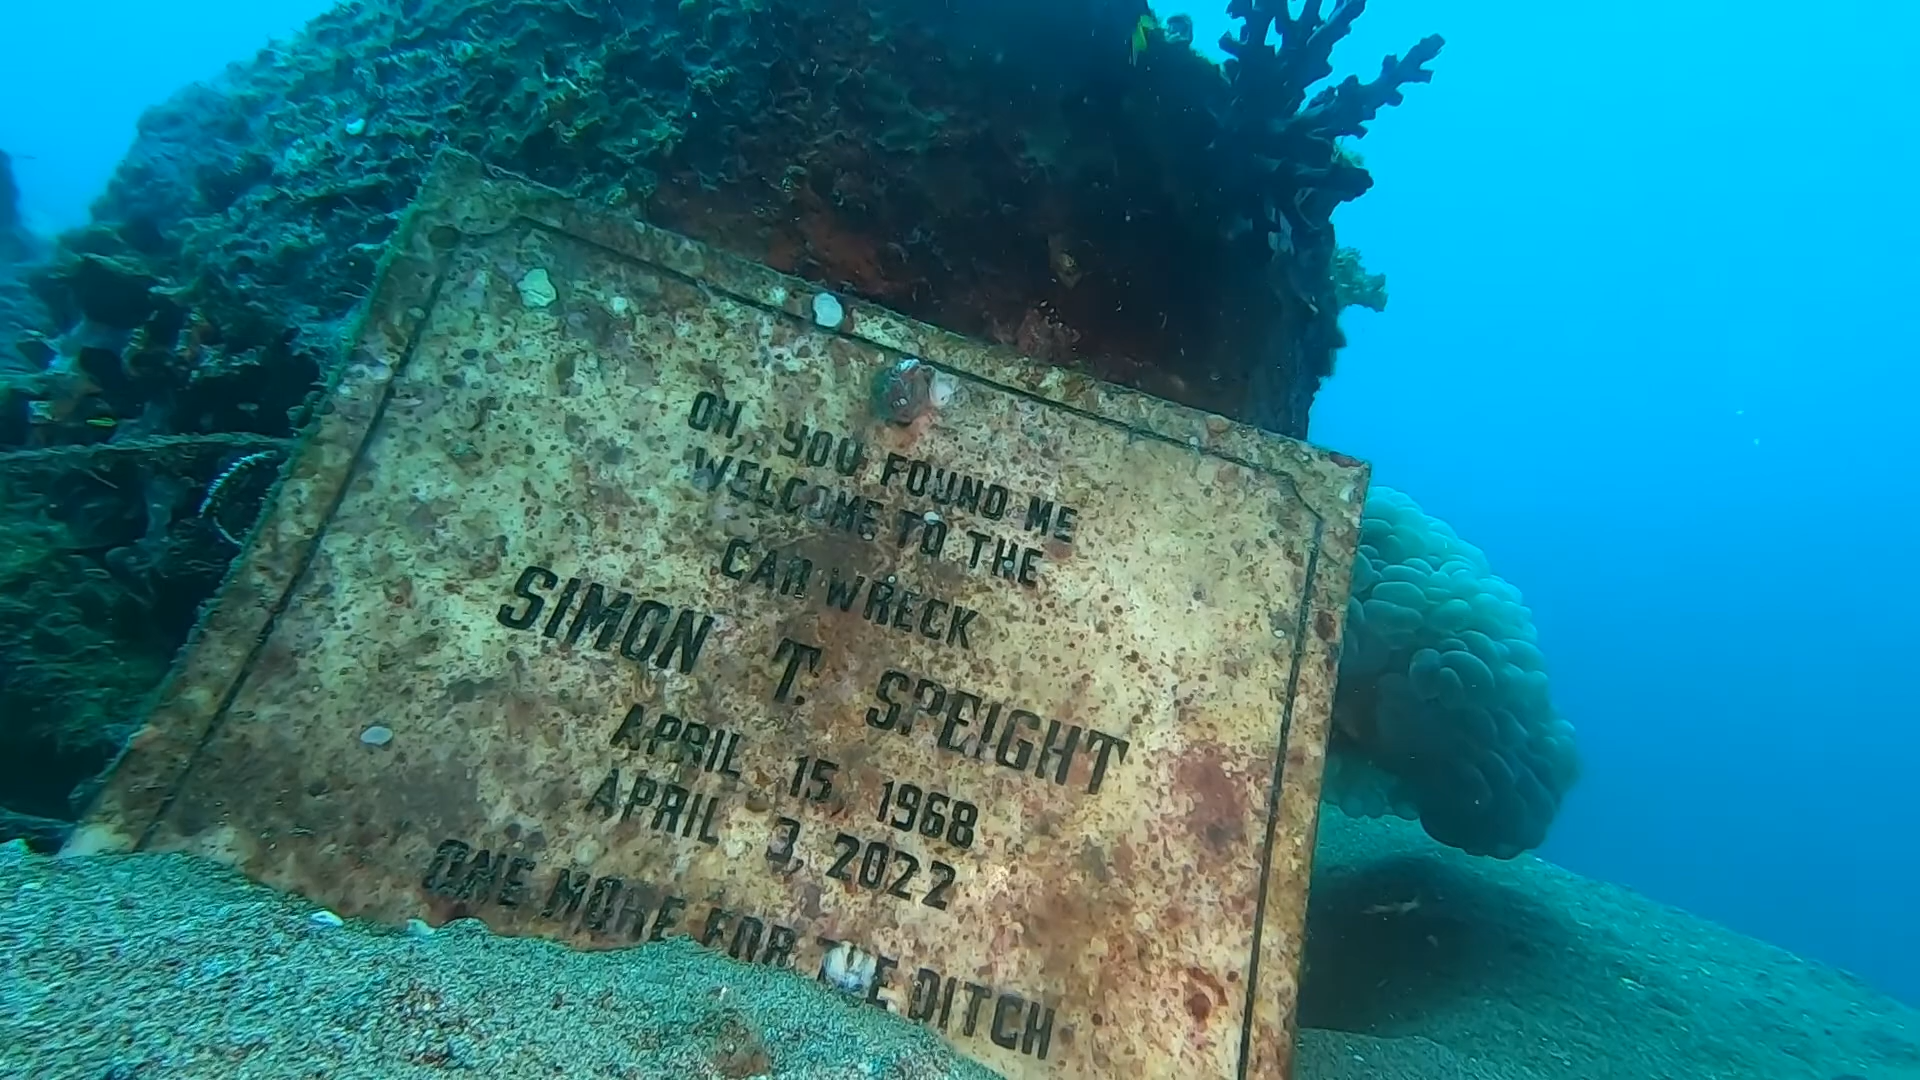 OH, YOU FOUND ME
WELCOME TO THE
CAR WRECK
SIMON T. SPEIGHT
APRIL 15, 1968
APRIL 3, 2022
ONE MORE FOR THE DITCH